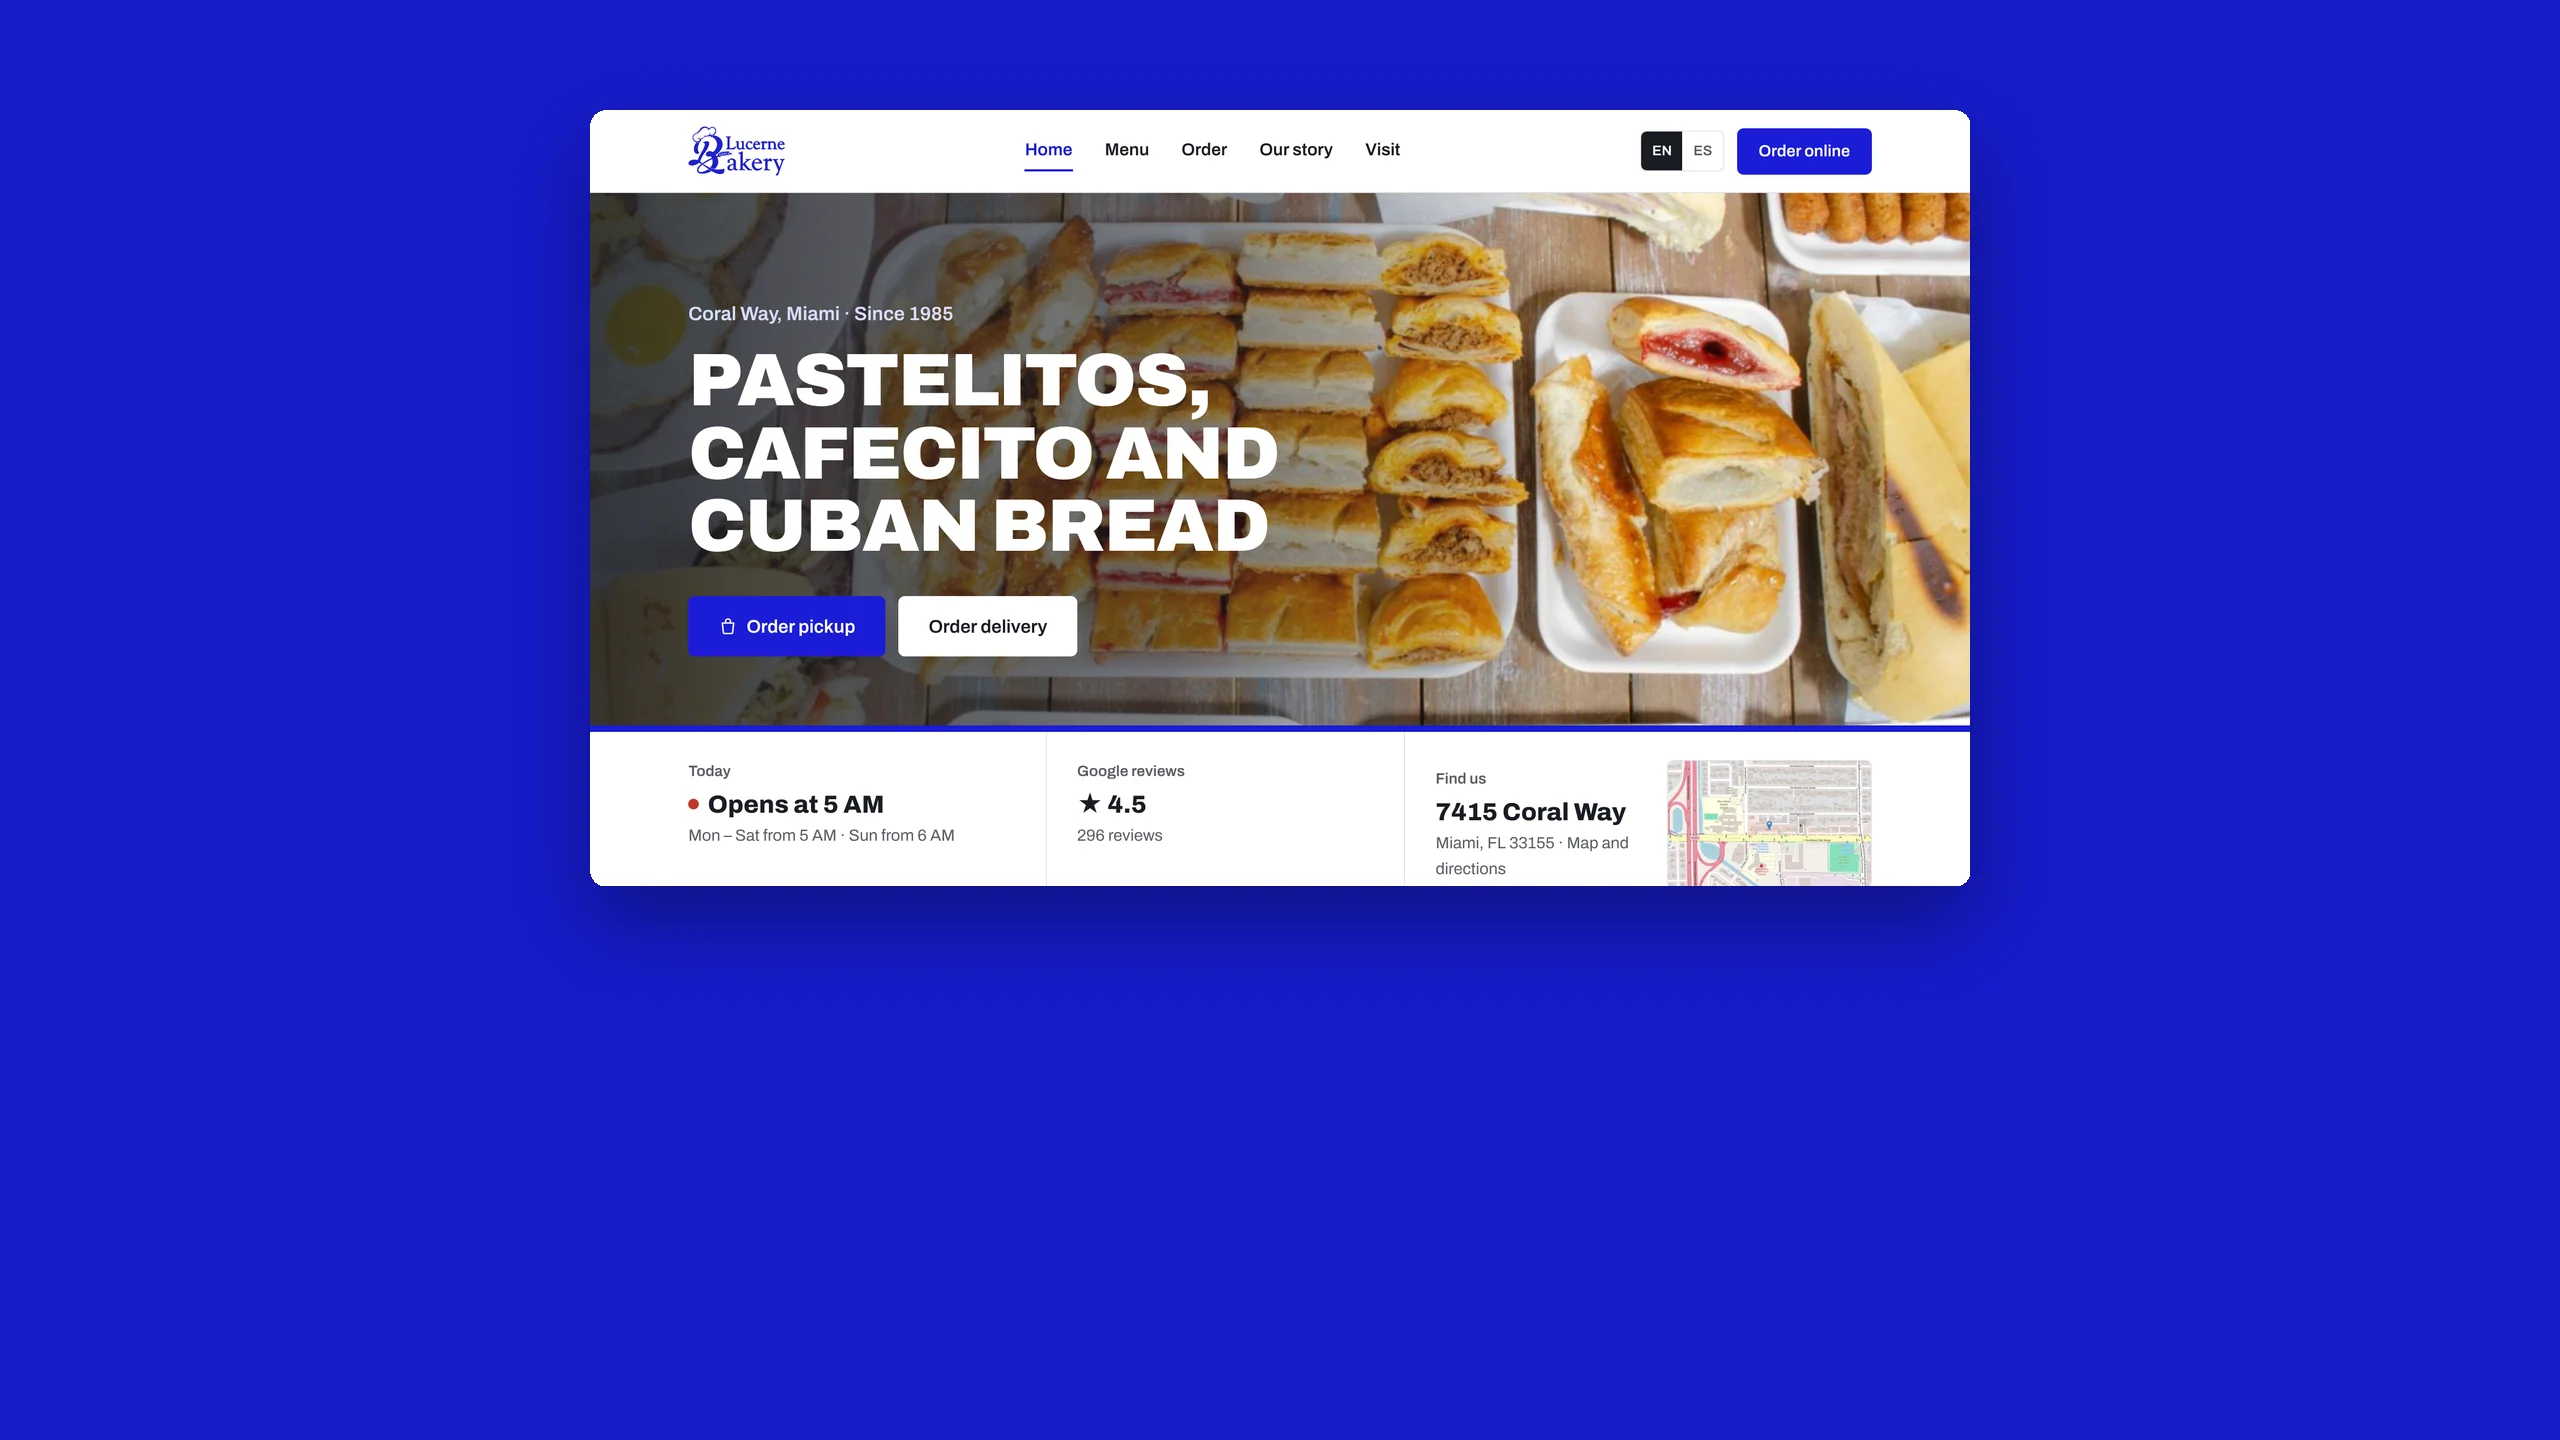 Lucerne
Bakery
Home
Menu
Order
Our story
Visit
EN
ES
Order online
Coral Way, Miami · Since 1985
PASTELITOS,
CAFECITO AND
CUBAN BREAD
Order pickup
Order delivery
Today
Opens at 5 AM
Mon – Sat from 5 AM · Sun from 6 AM
Google reviews
★ 4.5
296 reviews
Find us
7415 Coral Way
Miami, FL 33155 · Map and
directions